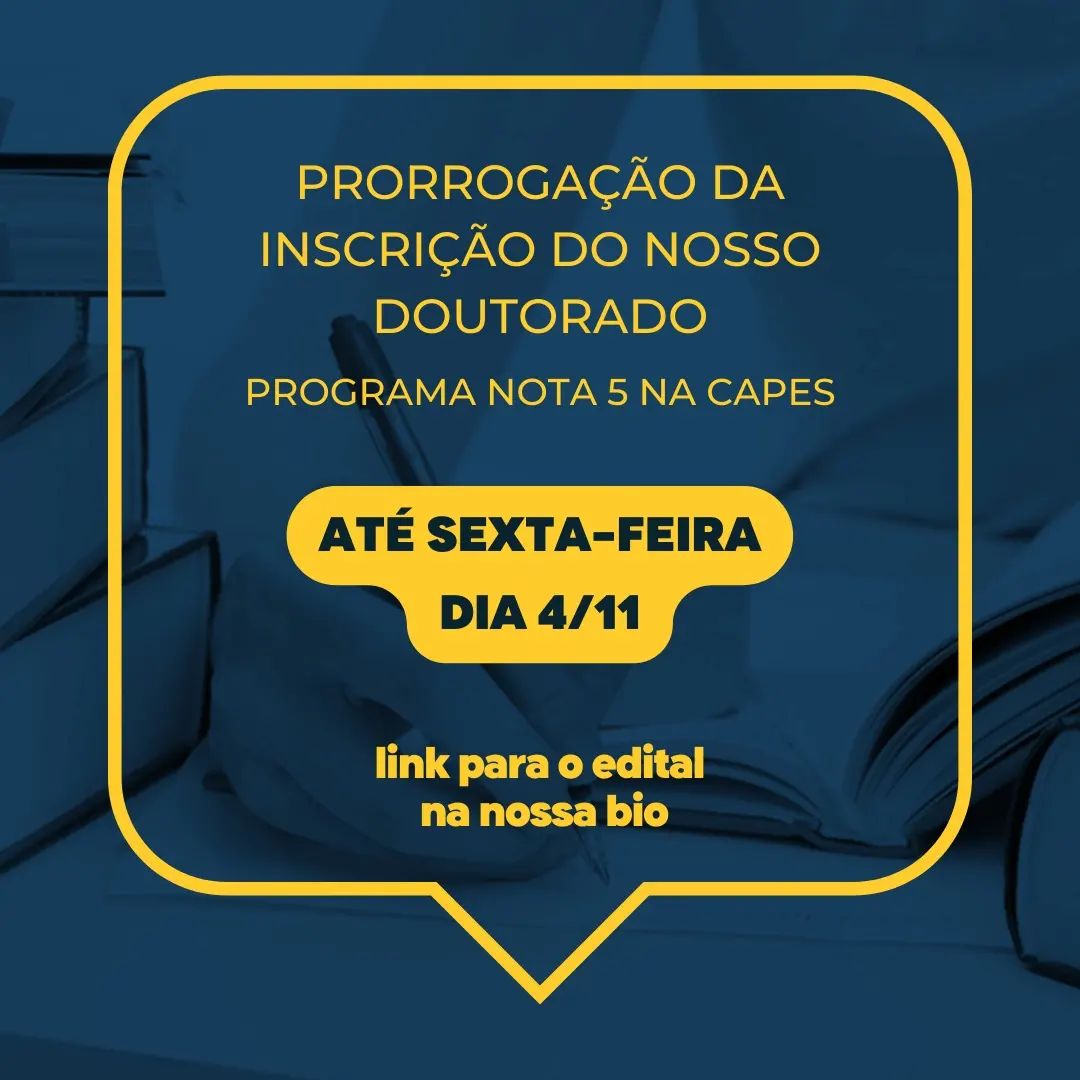 PRORROGAÇÃO DA
INSCRIÇÃO DO NOSSO
DOUTORADO
PROGRAMA NOTA 5 NA CAPES
ATÉ SEXTA-FEIRA
DIA 4/11
link para o edital
na nossa bio